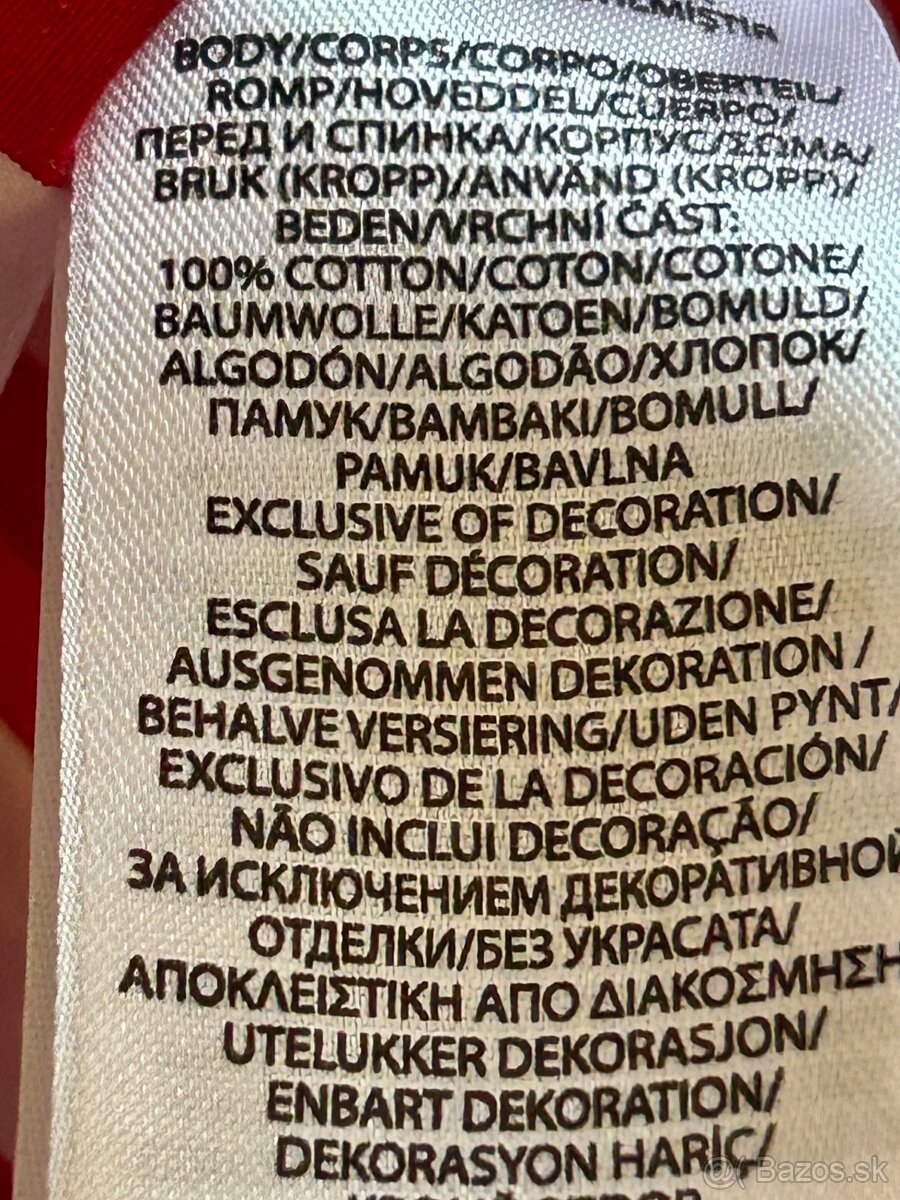 BODY/CORPS/CORPO/OBERTEIL/
ROMP/HOVEDDEL/CUERPO/
ПЕРЕД И СПИНКА/КОРПУС/ΣΩΜΑ/
BRUK (KROPP)/ANVÄND (KROPP)/
BEDEN/VRCHNÍ ČÁST:
100% COTTON/COTON/COTONE/
BAUMWOLLE/KATOEN/BOMULD/
ALGODÓN/ALGODÃO/ХЛОПОК/
ПАМУК/BAMBAKI/BOMULL/
PAMUK/BAVLNA
EXCLUSIVE OF DECORATION/
SAUF DÉCORATION/
ESCLUSA LA DECORAZIONE/
AUSGENOMMEN DEKORATION /
BEHALVE VERSIERING/UDEN PYNT/
EXCLUSIVO DE LA DECORACIÓN/
NÃO INCLUI DECORAÇÃO/
ЗА ИСКЛЮЧЕНИЕМ ДЕКОРАТИВНОЙ
ОТДЕЛКИ/БЕЗ УКРАСАТА/
ΑΠΟΚΛΕΙΣΤΙΚΗ ΑΠΟ ΔΙΑΚΟΣΜΗΣΗ
UTELUKKER DEKORASJON/
ENBART DEKORATION/
DEKORASYON HARİÇ/
Bazos.sk